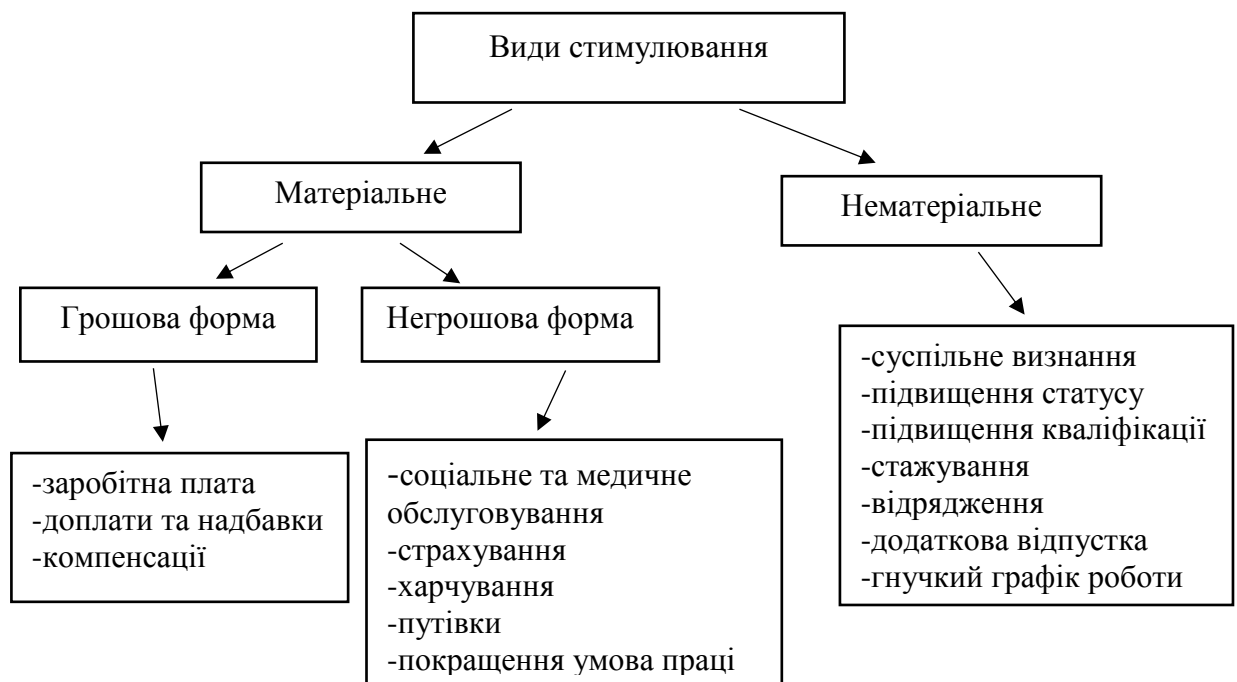 Види стимулювання
Матеріальне
Нематеріальне
Грошова форма
Негрошова форма
-заробітна плата
-доплати та надбавки
-компенсації
-соціальне та медичне
обслуговування
-страхування
-харчування
-путівки
-покращення умова праці
-суспільне визнання
-підвищення статусу
-підвищення кваліфікації
-стажування
-відрядження
-додаткова відпустка
-гнучкий графік роботи